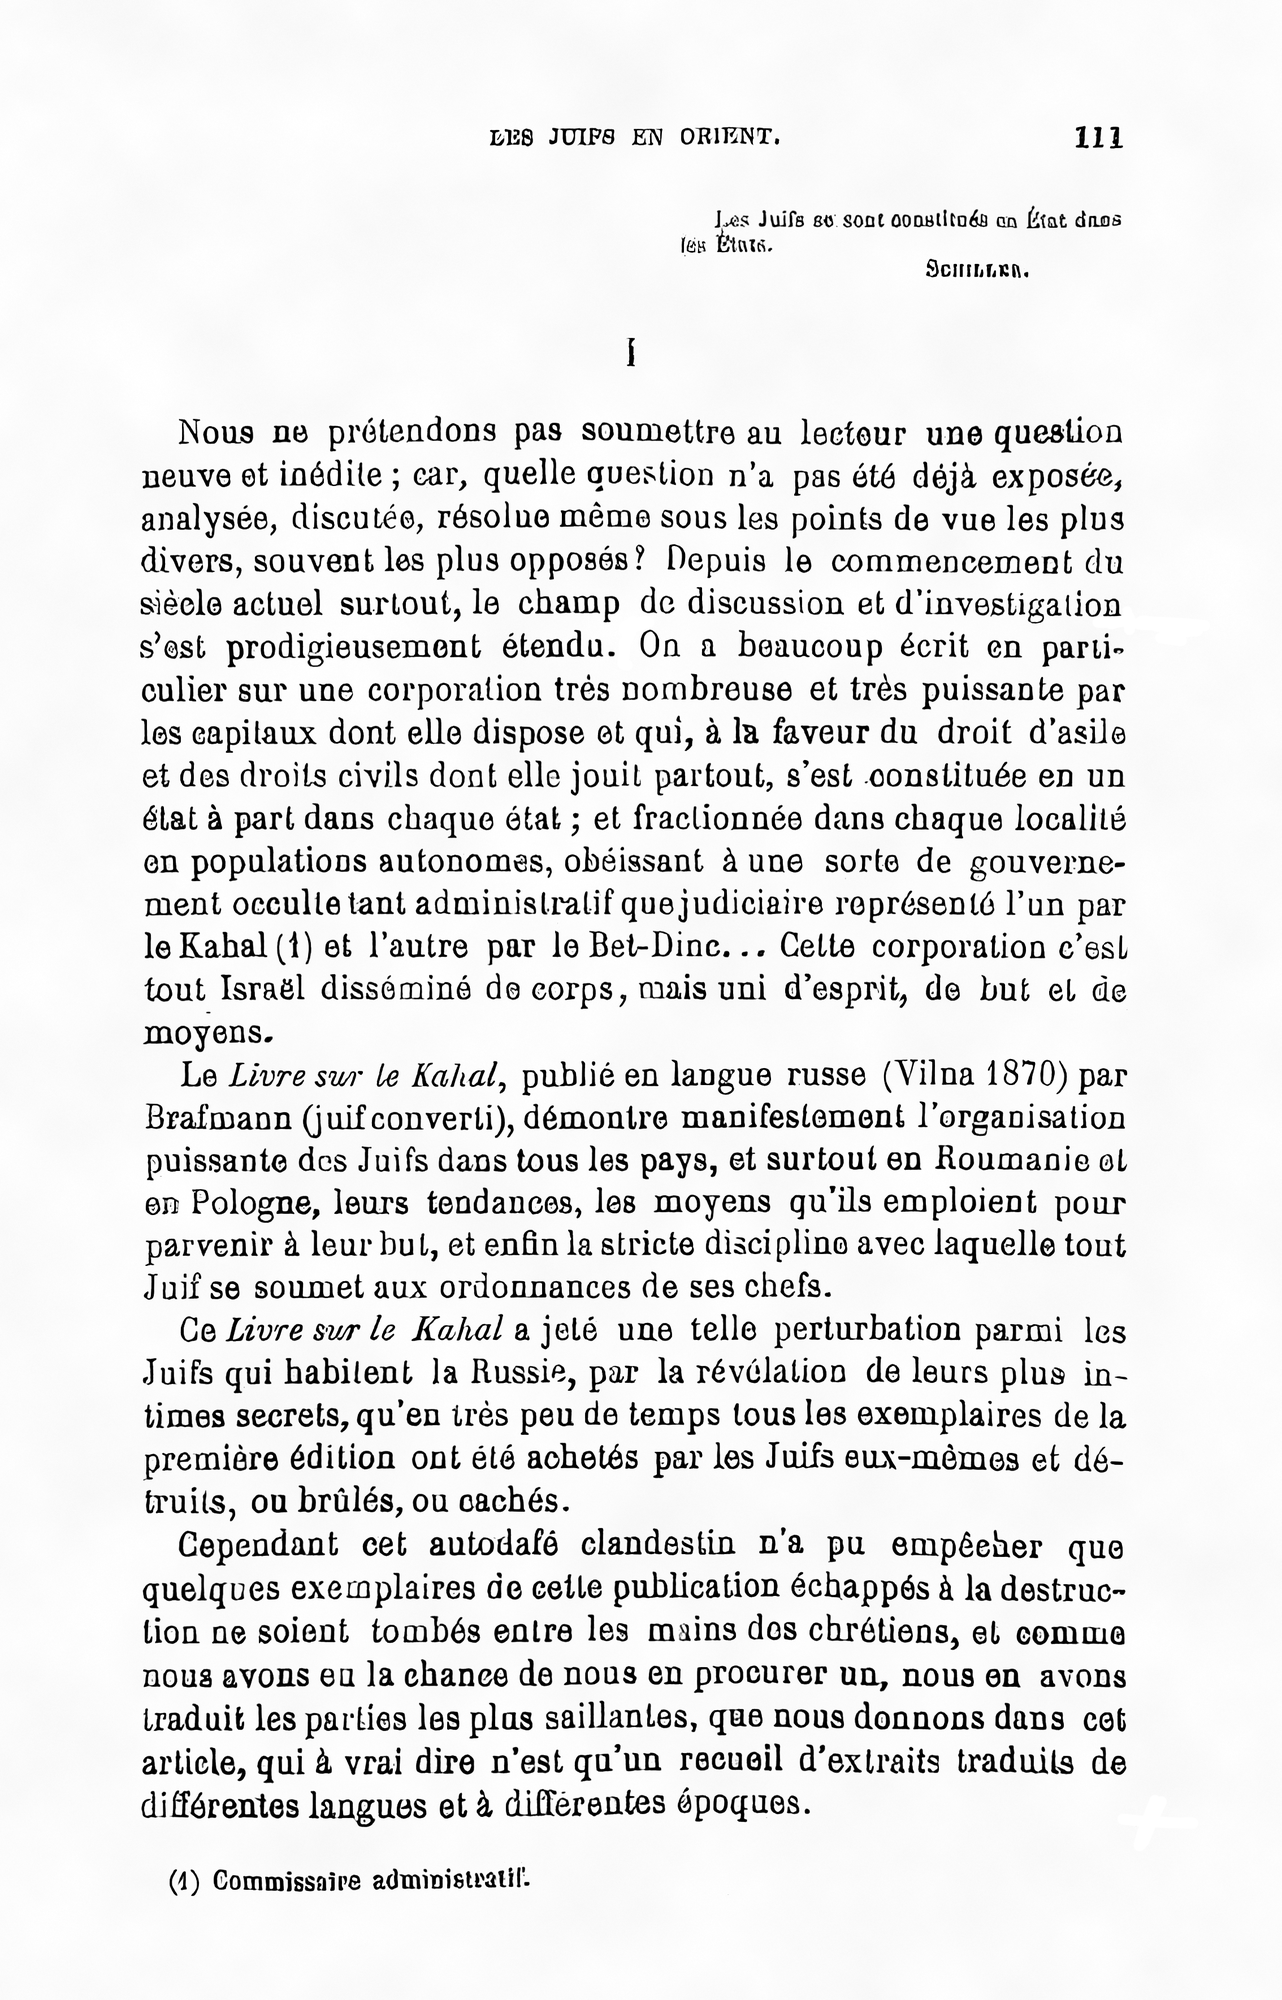 LES JUIFS EN ORIENT. 111
Les Juifs se sont constitués en État dans
les États.
SCHILLER.
I
Nous ne prétendons pas soumettre au lecteur une question
neuve et inédite ; car, quelle question n'a pas été déjà exposée,
analysée, discutée, résolue même sous les points de vue les plus
divers, souvent les plus opposés? Depuis le commencement du
siècle actuel surtout, le champ de discussion et d'investigation
s'est prodigieusement étendu. On a beaucoup écrit en parti-
culier sur une corporation très nombreuse et très puissante par
les capitaux dont elle dispose et qui, à la faveur du droit d'asile
et des droits civils dont elle jouit partout, s'est constituée en un
état à part dans chaque état ; et fractionnée dans chaque localité
en populations autonomes, obéissant à une sorte de gouverne-
ment occulte tant administratif que judiciaire représenté l'un par
le Kahal (1) et l'autre par le Bet-Dinc... Cette corporation c'est
tout Israël disséminé de corps, mais uni d'esprit, de but et de
moyens.
Le Livre sur le Kahal, publié en langue russe (Vilna 1870) par
Brafmann (juif converti), démontre manifestement l'organisation
puissante des Juifs dans tous les pays, et surtout en Roumanie et
en Pologne, leurs tendances, les moyens qu'ils emploient pour
parvenir à leur but, et enfin la stricte discipline avec laquelle tout
Juif se soumet aux ordonnances de ses chefs.
Ce Livre sur le Kahal a jeté une telle perturbation parmi les
Juifs qui habitent la Russie, par la révélation de leurs plus in-
times secrets, qu'en très peu de temps tous les exemplaires de la
première édition ont été achetés par les Juifs eux-mêmes et dé-
truits, ou brûlés, ou cachés.
Cependant cet autodafé clandestin n'a pu empêcher que
quelques exemplaires de cette publication échappés à la destruc-
tion ne soient tombés entre les mains des chrétiens, et comme
nous avons eu la chance de nous en procurer un, nous en avons
traduit les parties les plus saillantes, que nous donnons dans cet
article, qui à vrai dire n'est qu'un recueil d'extraits traduits de
différentes langues et à différentes époques.
(1) Commissaire administratif.